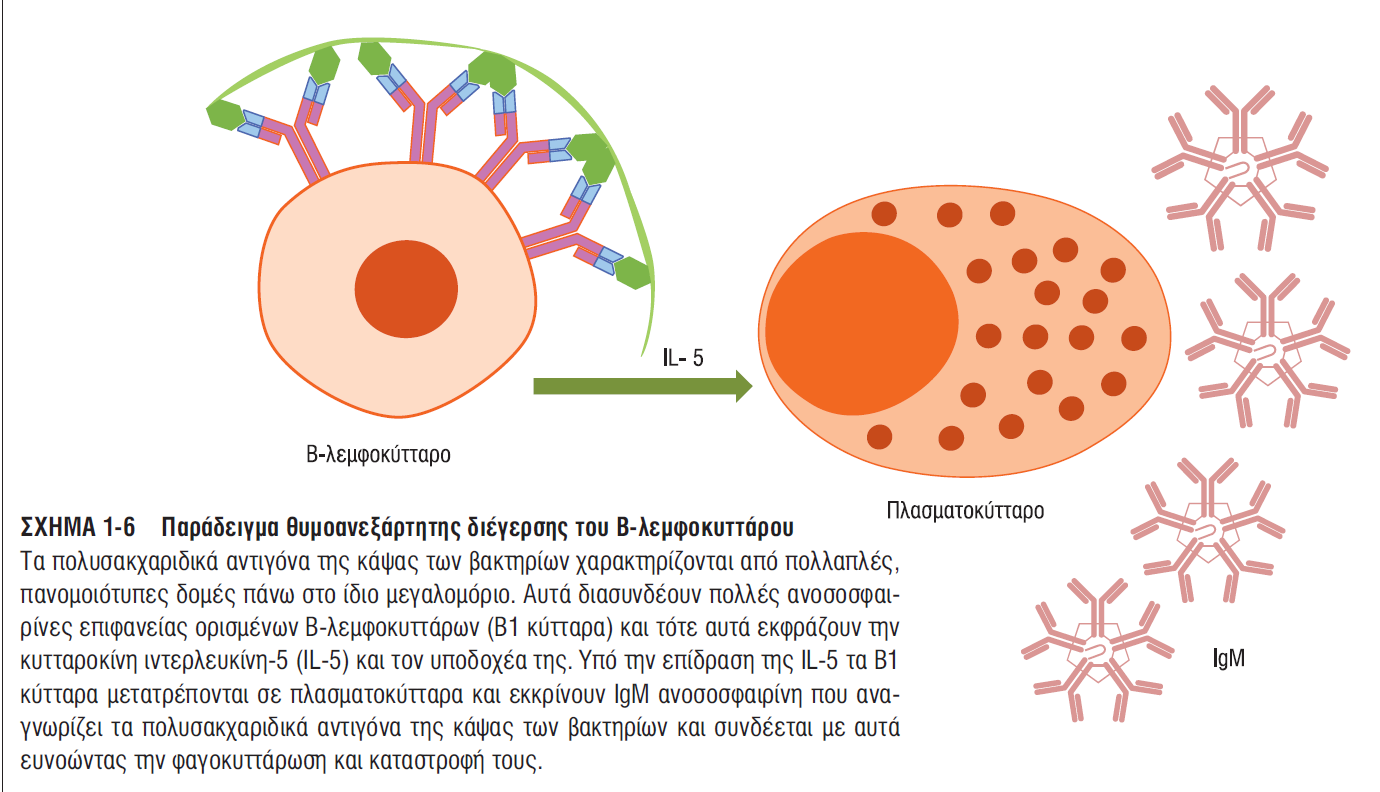 IL- 5
Β-λεμφοκύτταρο
Πλασματοκύτταρο
IgM
ΣΧΗΜΑ 1-6 Παράδειγμα θυμοανεξάρτητης διέγερσης του Β-λεμφοκυττάρου
Τα πολυσακχαριδικά αντιγόνα της κάψας των βακτηρίων χαρακτηρίζονται από πολλαπλές,
πανομοιότυπες δομές πάνω στο ίδιο μεγαλομόριο. Αυτά διασυνδέουν πολλές ανοσοσφαι-
ρίνες επιφανείας ορισμένων Β-λεμφοκυττάρων (Β1 κύτταρα) και τότε αυτά εκφράζουν την
κυτταροκίνη ιντερλευκίνη-5 (IL-5) και τον υποδοχέα της. Υπό την επίδραση της IL-5 τα Β1
κύτταρα μετατρέπονται σε πλασματοκύτταρα και εκκρίνουν IgM ανοσοσφαιρίνη που ανα-
γνωρίζει τα πολυσακχαριδικά αντιγόνα της κάψας των βακτηρίων και συνδέεται με αυτά
ευνοώντας την φαγοκυττάρωση και καταστροφή τους.